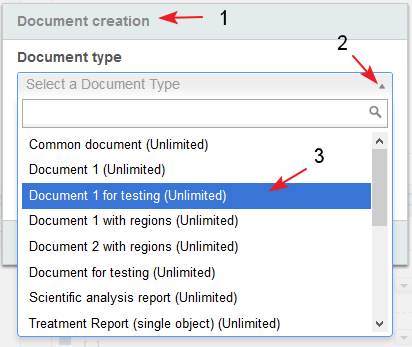 Document creation
1
Document type
2
Select a Document Type
Common document (Unlimited)
Document 1 (Unlimited)
3
Document 1 for testing (Unlimited)
Document 1 with regions (Unlimited)
Document 2 with regions (Unlimited)
Document for testing (Unlimited)
Scientific analysis report (Unlimited)
Treatment Report (single object) (Unlimited)